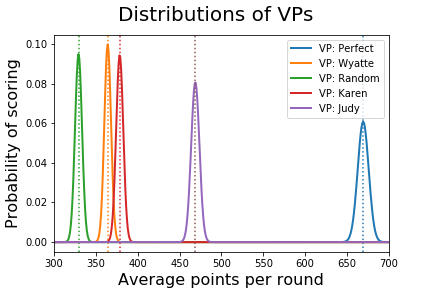 Distributions of VPs
Probability of scoring
0.10
0.08
0.06
0.04
0.02
0.00
VP: Perfect
VP: Wyatte
VP: Random
VP: Karen
VP: Judy
300 350 400 450 500 550 600 650 700
Average points per round